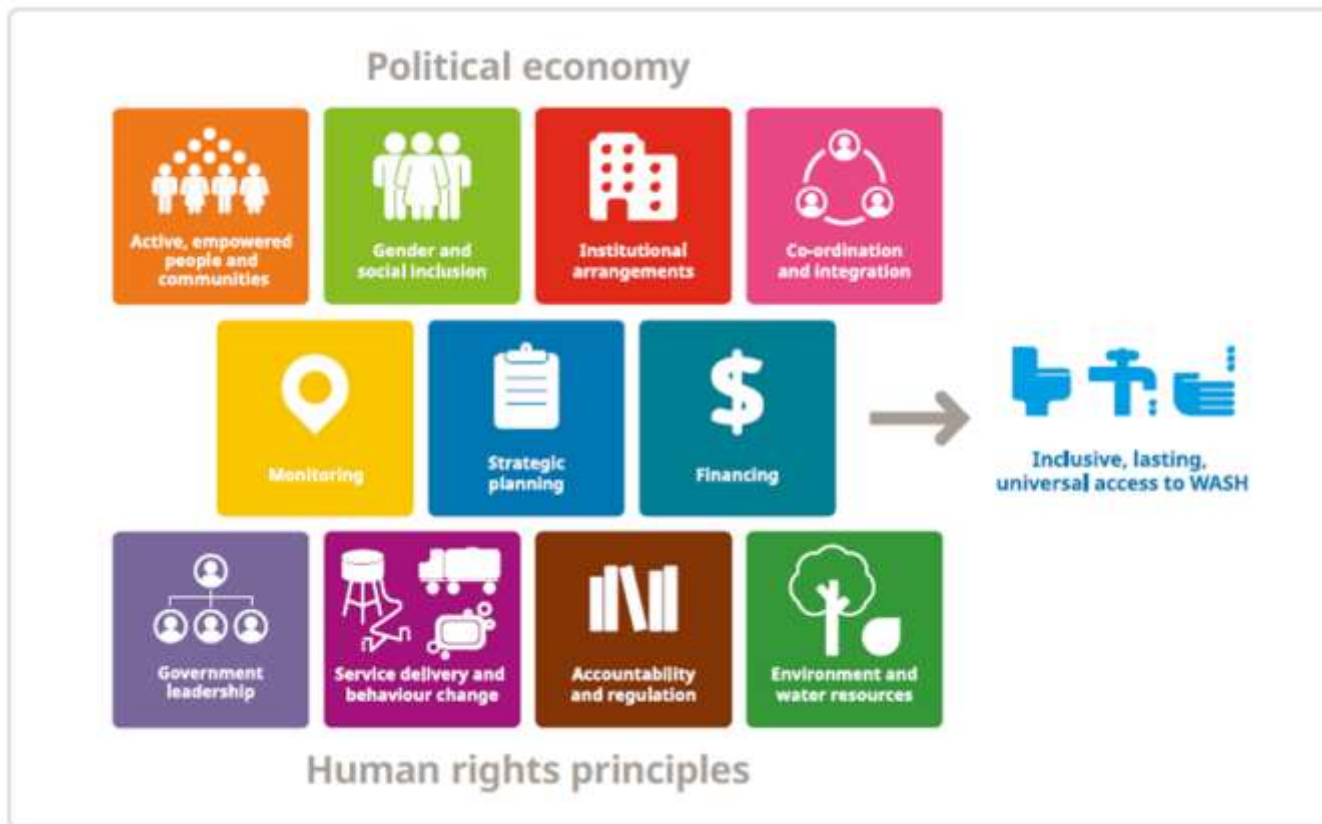 Political economy
Active, empowered
people and
communities
Gender and
social inclusion
Institutional
arrangements
Co-ordination
and integration
Monitoring
Strategic
planning
Financing
Inclusive, lasting,
universal access to WASH
Government
leadership
Service delivery and
behaviour change
Accountability
and regulation
Environment and
water resources
Human rights principles